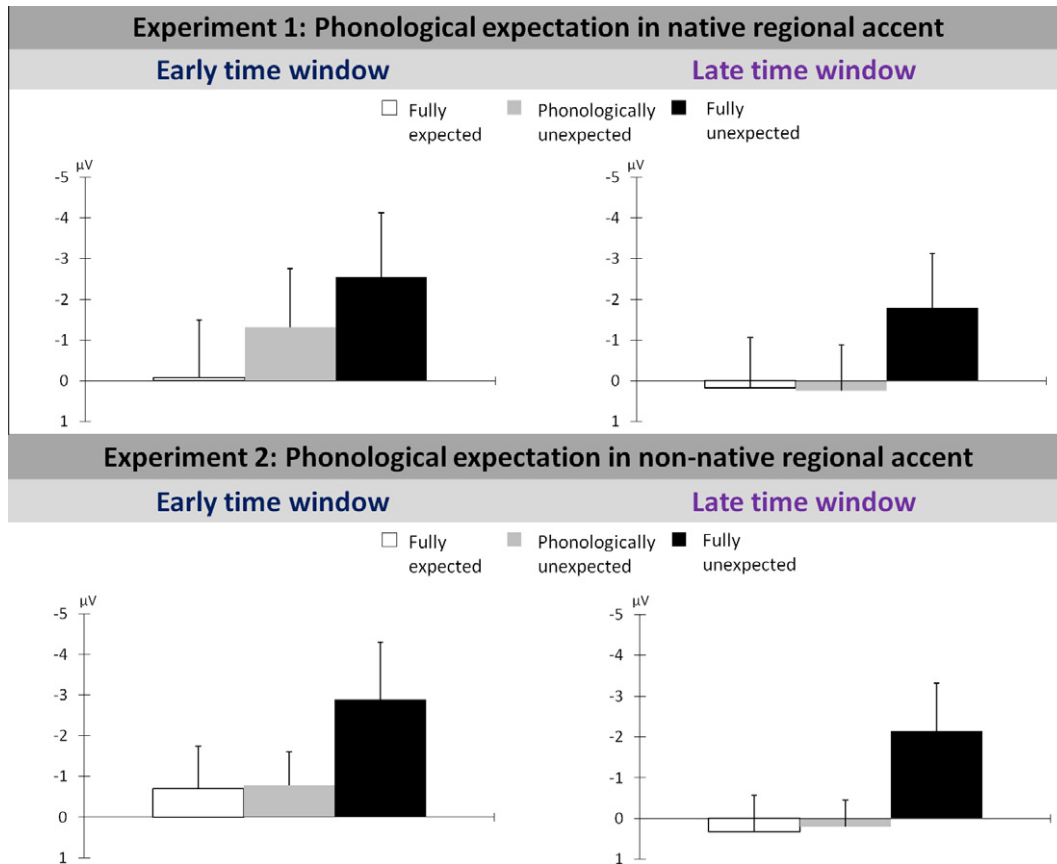 Experiment 1: Phonological expectation in native regional accent
Early time window
Late time window
Fully expected
Phonologically unexpected
Fully unexpected
µV
-5
-4
-3
-2
-1
0
1
µV
-5
-4
-3
-2
-1
0
1
Experiment 2: Phonological expectation in non-native regional accent
Early time window
Late time window
Fully expected
Phonologically unexpected
Fully unexpected
µV
-5
-4
-3
-2
-1
0
1
µV
-5
-4
-3
-2
-1
0
1